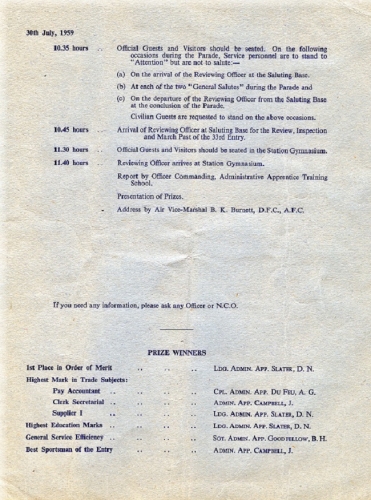 30th July, 1959
10.35 hours .. Official Guests and Visitors should be seated. On the following
occasions during the Parade, Service personnel are to stand to
"Attention" but are not to salute:—
(a) On the arrival of the Reviewing Officer at the Saluting Base.
(b) At each of the two "General Salutes" during the Parade and
(c) On the departure of the Reviewing Officer from the Saluting Base
at the conclusion of the Parade.
Civilian Guests are requested to stand on the above occasions.
10.45 hours .. Arrival of Reviewing Officer at Saluting Base for the Review, Inspection
and March Past of the 33rd Entry.
11.30 hours .. Official Guests and Visitors should be seated in the Station Gymnasium.
11.40 hours .. Reviewing Officer arrives at Station Gymnasium.
Report by Officer Commanding, Administrative Apprentice Training
School.
Presentation of Prizes.
Address by Air Vice-Marshal B. K. Burnett, D.F.C., A.F.C.
If you need any information, please ask any Officer or N.C.O.
PRIZE WINNERS
1st Place in Order of Merit .. .. .. LDG. ADMIN. APP. SLATER, D. N.
Highest Mark in Trade Subjects:
Pay Accountant .. .. .. .. CPL. ADMIN. APP. DU FEU, A. G.
Clerk Secretarial .. .. .. .. ADMIN. APP. CAMPBELL, J.
Supplier I .. .. .. .. LDG. ADMIN. APP. SLATER, D. N.
Highest Education Marks .. .. .. .. LDG. ADMIN. APP. SLATER, D. N.
General Service Efficiency .. .. .. .. SGT. ADMIN. APP. GOODFELLOW, B. H.
Best Sportsman of the Entry .. .. .. ADMIN. APP. CAMPBELL, J.